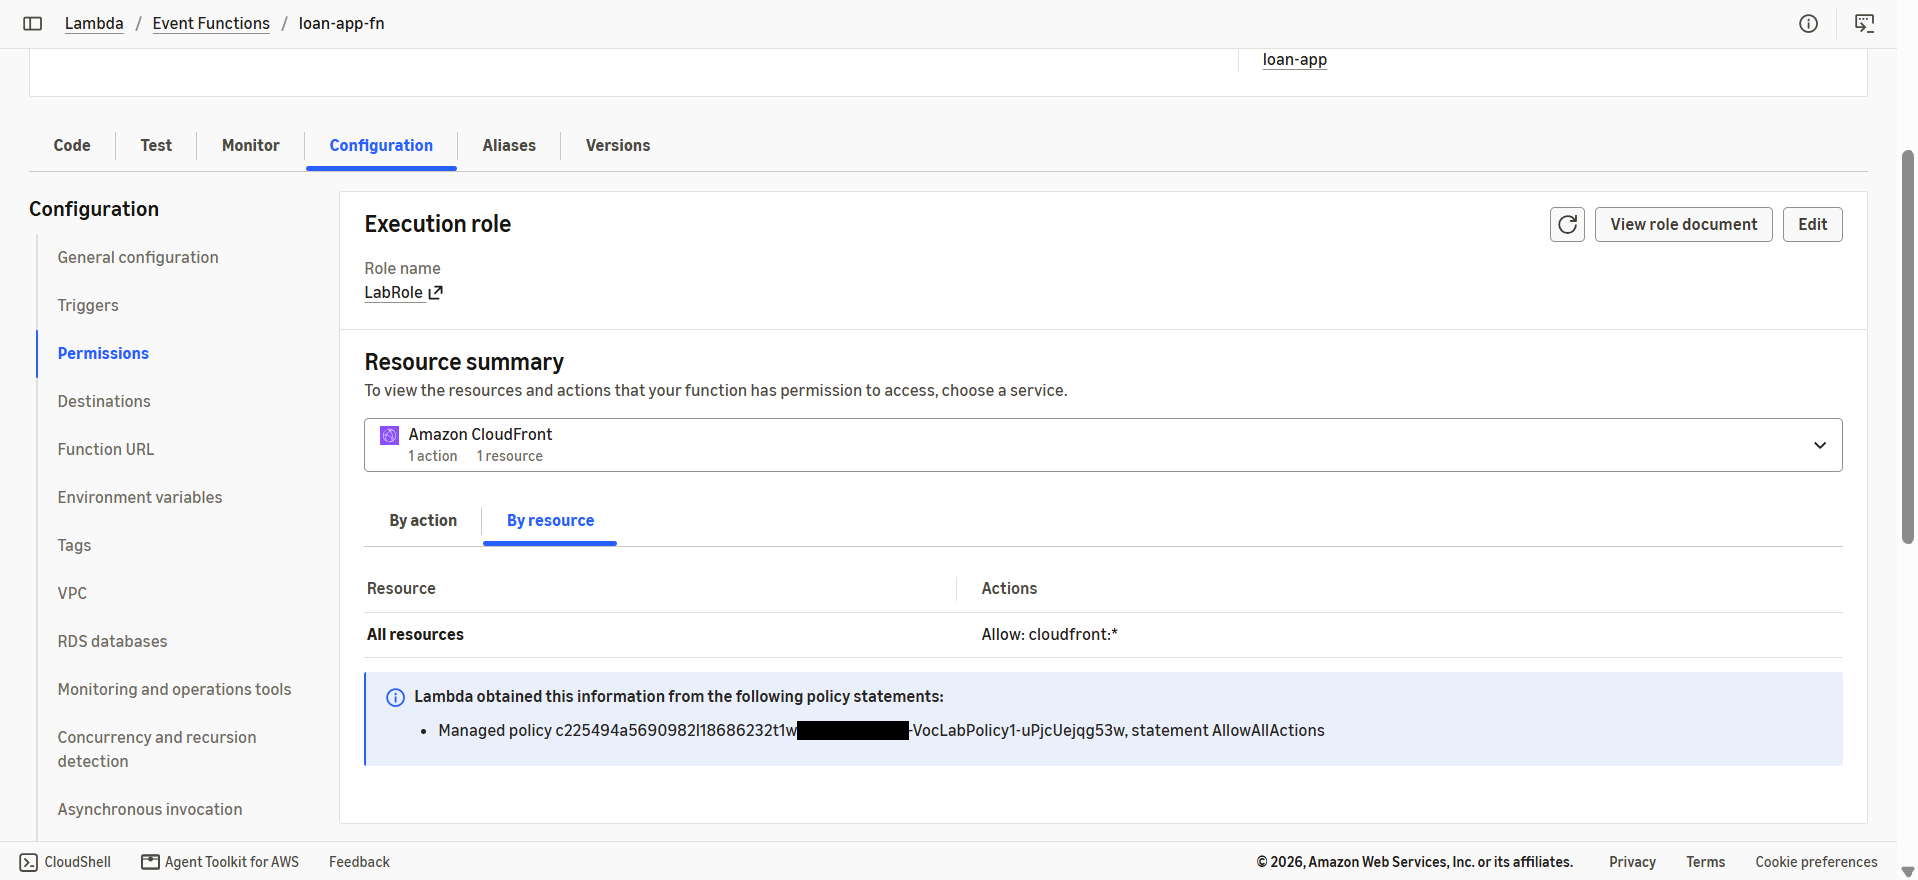 Lambda / Event Functions / loan-app-fn
loan-app
Code
Test
Monitor
Configuration
Aliases
Versions
Configuration
General configuration
Triggers
Permissions
Destinations
Function URL
Environment variables
Tags
VPC
RDS databases
Monitoring and operations tools
Concurrency and recursion
detection
Asynchronous invocation
Execution role
View role document
Edit
Role name
LabRole
Resource summary
To view the resources and actions that your function has permission to access, choose a service.
Amazon CloudFront
1 action 1 resource
By action
By resource
Resource Actions
All resources Allow: cloudfront:*
Lambda obtained this information from the following policy statements:
• Managed policy c225494a5690982l18686232t1w -VocLabPolicy1-uPjcUejqg53w, statement AllowAllActions
CloudShell
Agent Toolkit for AWS
Feedback
© 2026, Amazon Web Services, Inc. or its affiliates.
Privacy
Terms
Cookie preferences